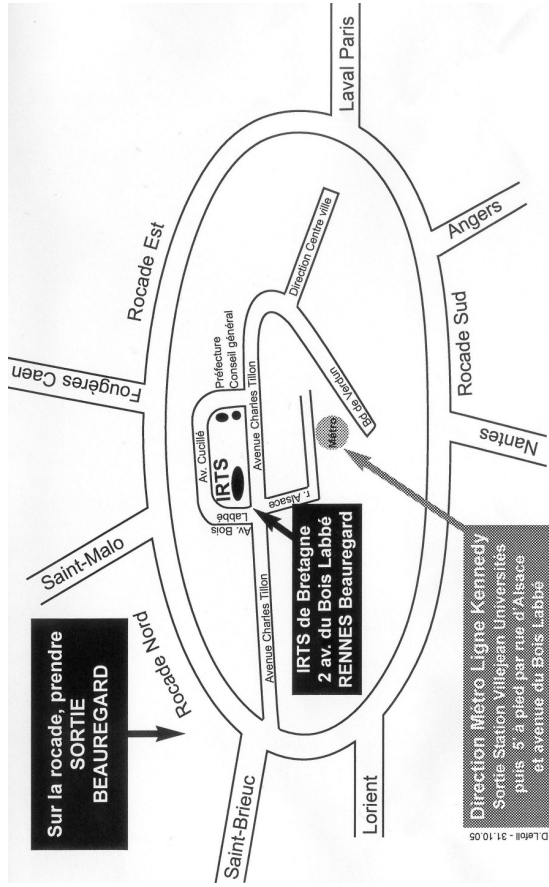 Sur la rocade, prendre
SORTIE
BEAUREGARD
Saint-Malo
Fougères Caen
Rocade Est
Laval Paris
Rocade Nord
Av. Cucillé
Préfecture
Conseil général
IRTS
Av. Bois
Labbé
Avenue Charles Tillon
Direction Centre ville
Saint-Brieuc
Avenue Charles Tillon
r. Alsace
Métro
Bd de Verdun
IRTS de Bretagne
2 av. du Bois Labbé
RENNES Beauregard
Lorient
Nantes
Rocade Sud
Angers
Direction Métro Ligne Kennedy
Sortie Station Villejean Universités
puis 5' à pied par rue d'Alsace
et avenue du Bois Labbé
D.Lefoll - 31.10.05